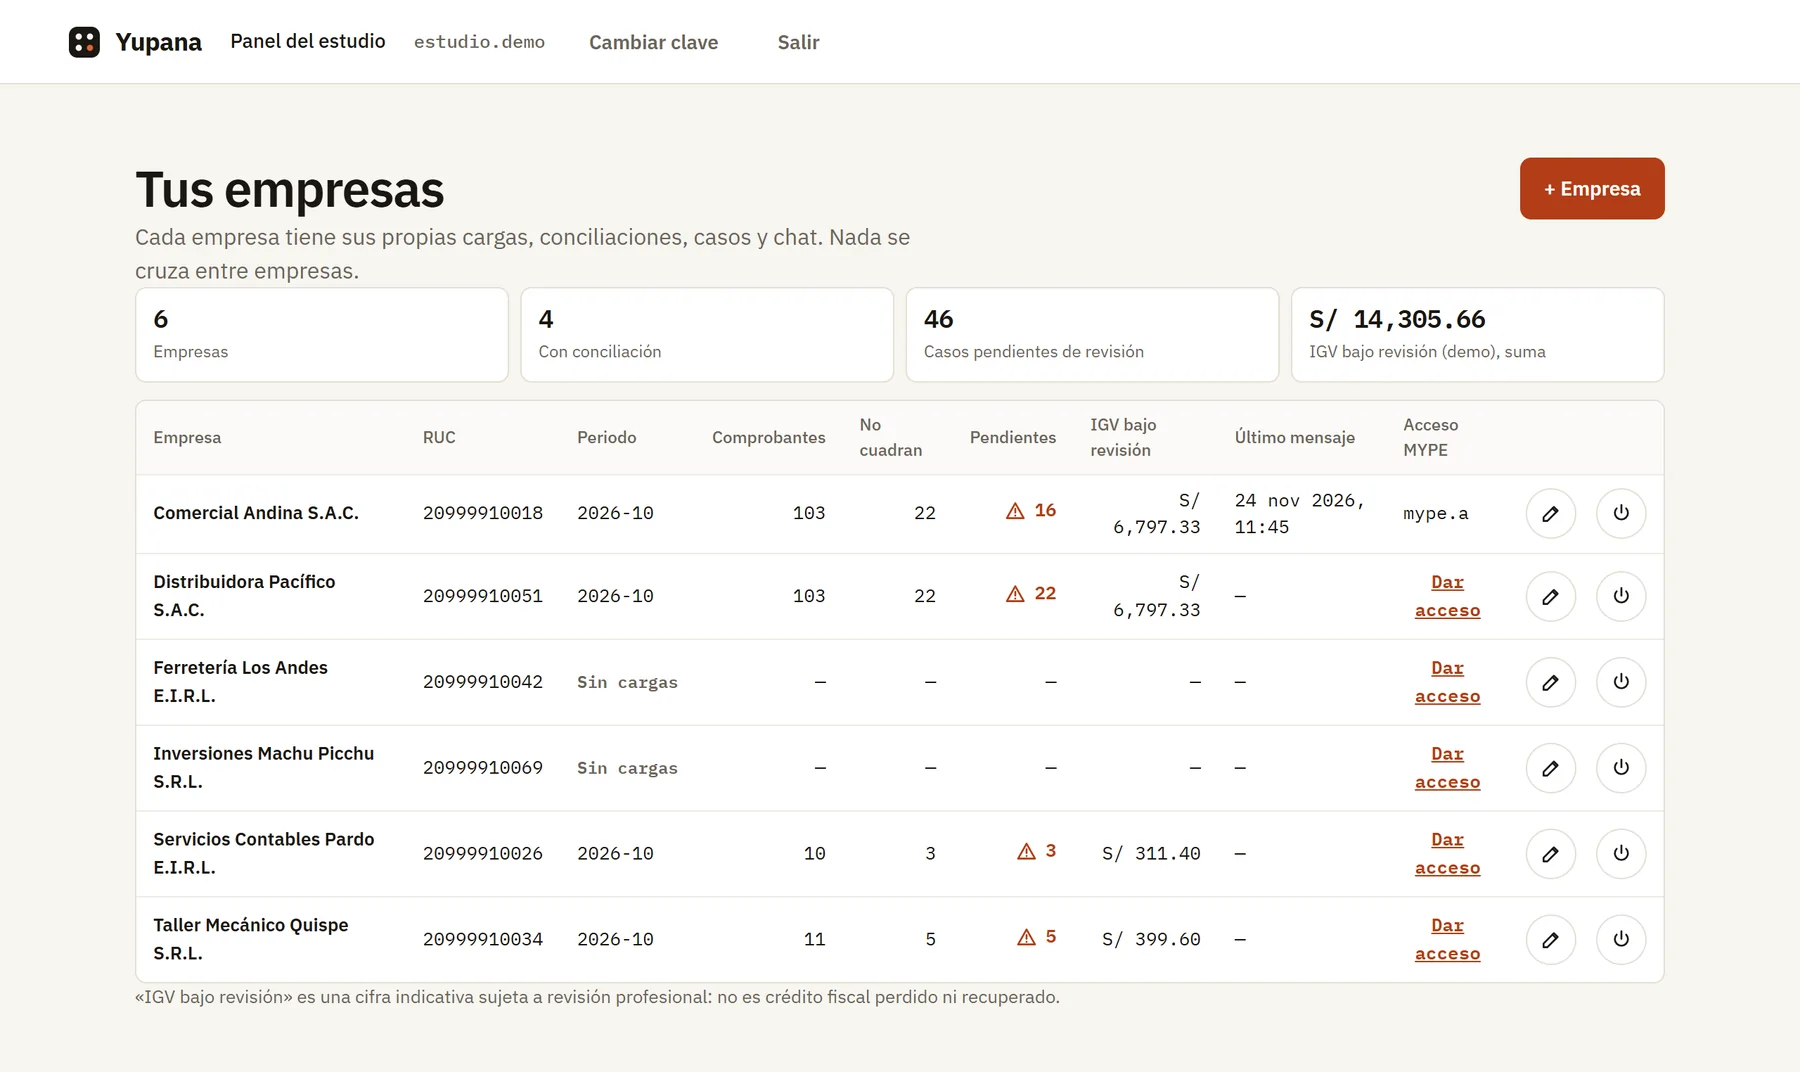 Yupana Panel del estudio estudio.demo Cambiar clave Salir
Tus empresas
+ Empresa
Cada empresa tiene sus propias cargas, conciliaciones, casos y chat. Nada se
cruza entre empresas.
6
Empresas
4
Con conciliación
46
Casos pendientes de revisión
S/ 14,305.66
IGV bajo revisión (demo), suma
Empresa RUC Periodo Comprobantes No cuadran Pendientes IGV bajo revisión Último mensaje Acceso MYPE
Comercial Andina S.A.C. 20999910018 2026-10 103 22 16 S/ 6,797.33 24 nov 2026, 11:45 mype.a
Distribuidora Pacífico S.A.C. 20999910051 2026-10 103 22 22 S/ 6,797.33 — Dar acceso
Ferretería Los Andes E.I.R.L. 20999910042 Sin cargas — — — — — Dar acceso
Inversiones Machu Picchu S.R.L. 20999910069 Sin cargas — — — — — Dar acceso
Servicios Contables Pardo E.I.R.L. 20999910026 2026-10 10 3 3 S/ 311.40 — Dar acceso
Taller Mecánico Quispe S.R.L. 20999910034 2026-10 11 5 5 S/ 399.60 — Dar acceso
«IGV bajo revisión» es una cifra indicativa sujeta a revisión profesional: no es crédito fiscal perdido ni recuperado.